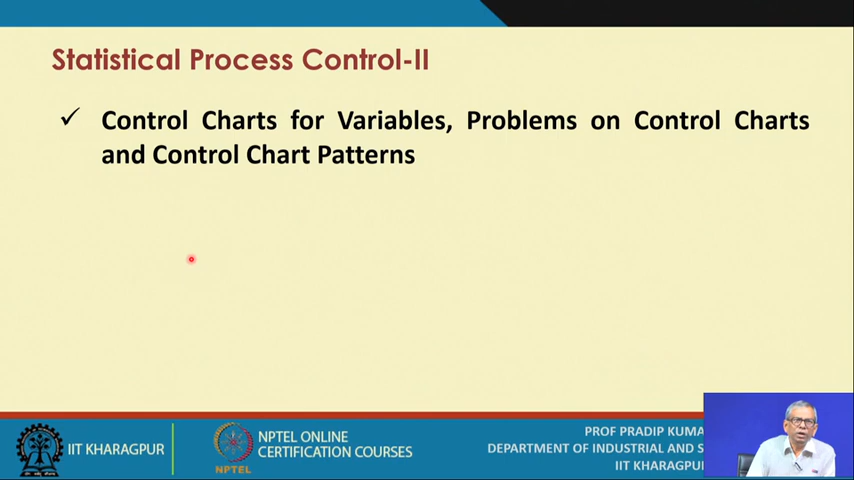 Statistical Process Control-II
✓ Control Charts for Variables, Problems on Control Charts
and Control Chart Patterns
IIT KHARAGPUR
NPTEL
NPTEL ONLINE
CERTIFICATION COURSES
PROF PRADIP KUMA
DEPARTMENT OF INDUSTRIAL AND S
IIT KHARAGPUR